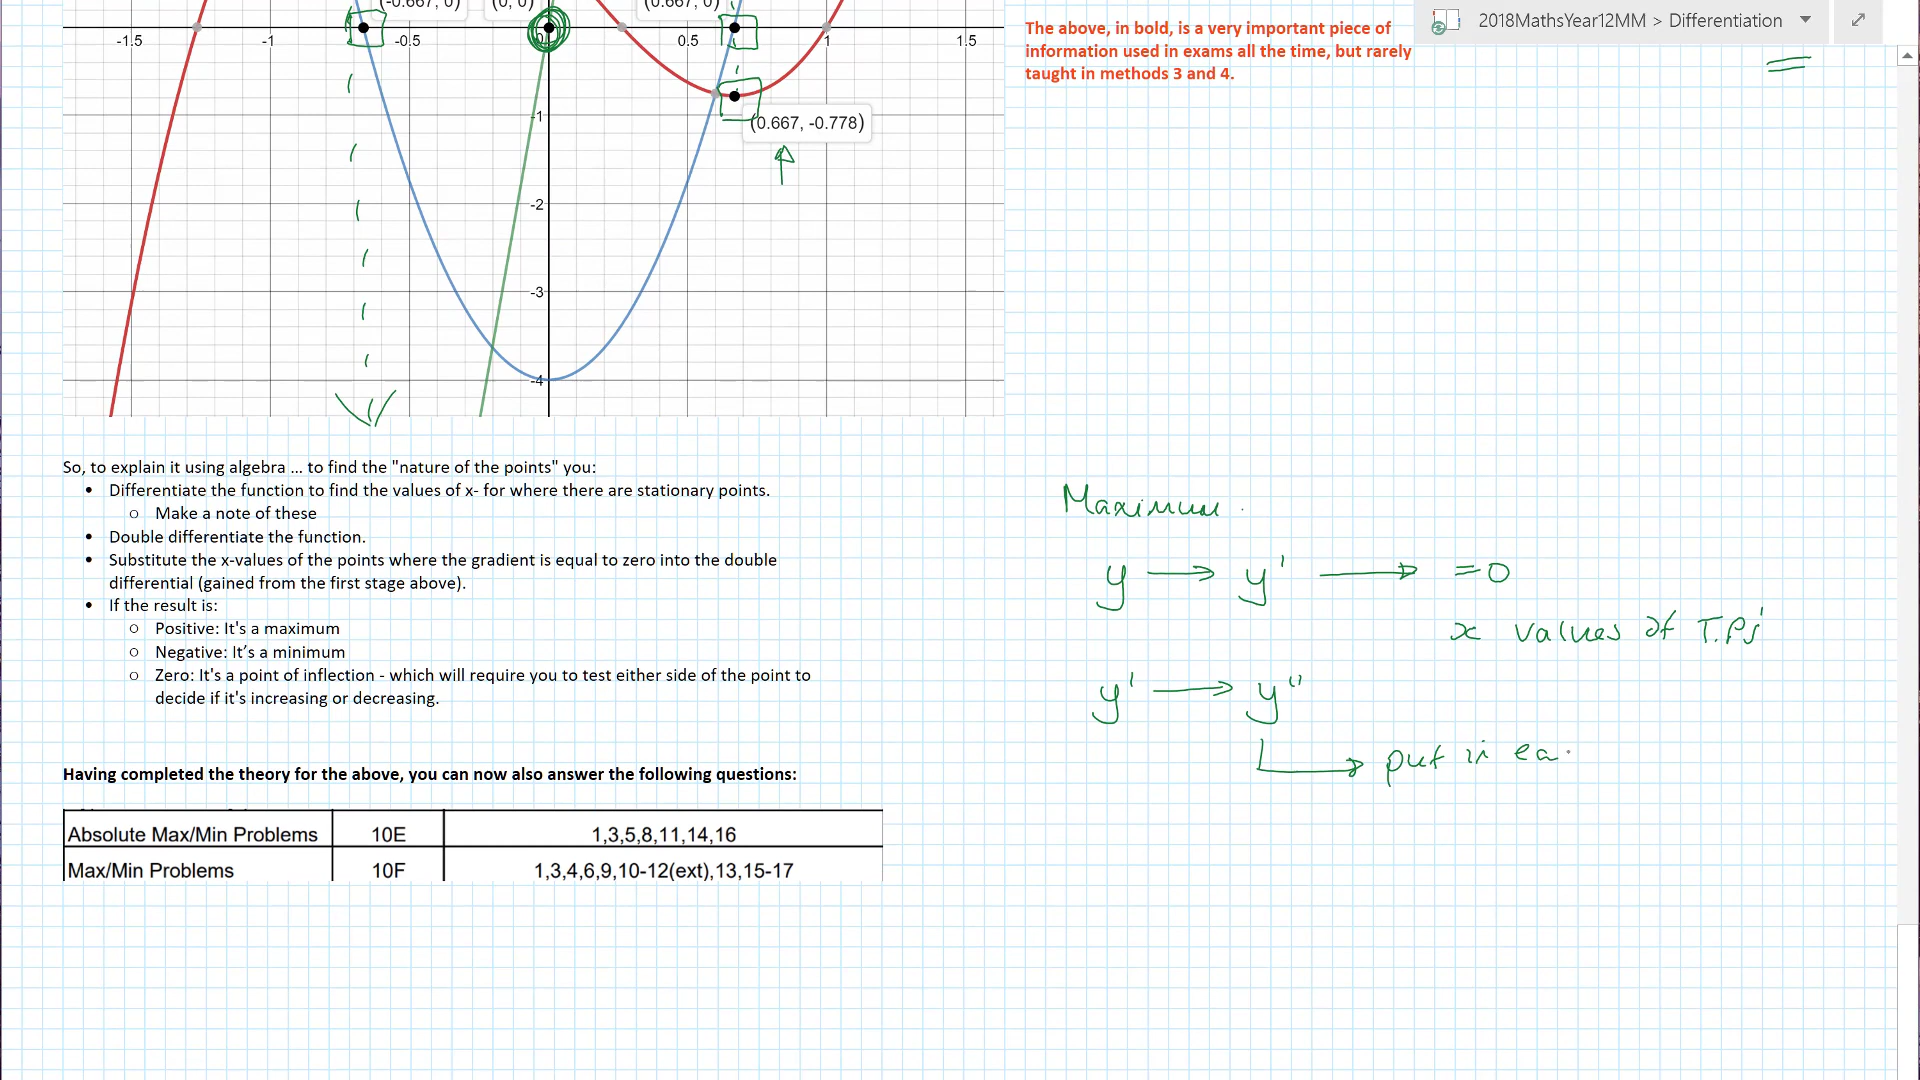 (-0.667, 0) (0, 0) (0.667, 0)
-1.5 -1 -0.5 0 0.5 1 1.5
(0.667, -0.778)
-1
-2
-3
-4
The above, in bold, is a very important piece of
information used in exams all the time, but rarely
taught in methods 3 and 4.
2018MathsYear12MM > Differentiation
=
So, to explain it using algebra ... to find the "nature of the points" you:
• Differentiate the function to find the values of x- for where there are stationary points.
○ Make a note of these
• Double differentiate the function.
• Substitute the x-values of the points where the gradient is equal to zero into the double
differential (gained from the first stage above).
• If the result is:
○ Positive: It's a maximum
○ Negative: It’s a minimum
○ Zero: It's a point of inflection - which will require you to test either side of the point to
decide if it's increasing or decreasing.
Having completed the theory for the above, you can now also answer the following questions:
Absolute Max/Min Problems 10E 1,3,5,8,11,14,16
Max/Min Problems 10F 1,3,4,6,9,10-12(ext),13,15-17
Maximum.
y → y' → =0
x values of T.Ps'
y' → y''
↳ put in ea